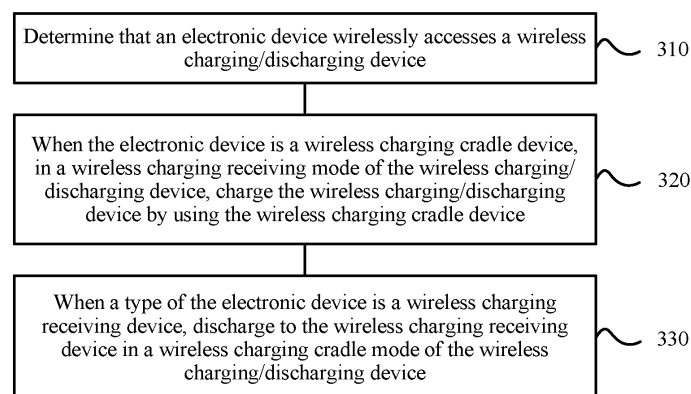 Determine that an electronic device wirelessly accesses a wireless
charging/discharging device
310
When the electronic device is a wireless charging cradle device,
in a wireless charging receiving mode of the wireless charging/
discharging device, charge the wireless charging/discharging
device by using the wireless charging cradle device
320
When a type of the electronic device is a wireless charging
receiving device, discharge to the wireless charging receiving
device in a wireless charging cradle mode of the wireless
charging/discharging device
330